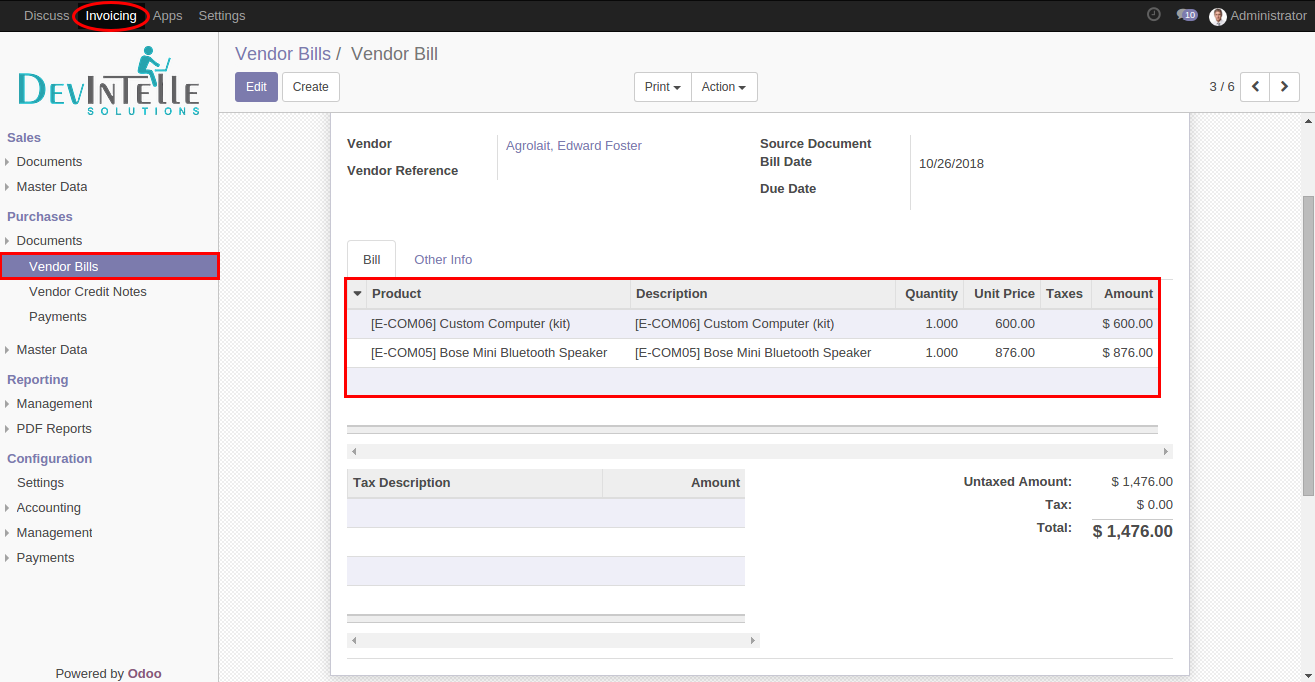 Discuss Invoicing Apps Settings 10 Administrator
DEVINTELLE
SOLUTIONS
Vendor Bills / Vendor Bill
Edit Create Print Action 3 / 6
Sales
Documents
Master Data
Purchases
Documents
Vendor Bills
Vendor Credit Notes
Payments
Master Data
Reporting
Management
PDF Reports
Configuration
Settings
Accounting
Management
Payments
Powered by Odoo
Vendor Agrolait, Edward Foster Source Document
Bill Date 10/26/2018
Vendor Reference
Due Date
Bill Other Info
Product Description Quantity Unit Price Taxes Amount
[E-COM06] Custom Computer (kit) [E-COM06] Custom Computer (kit) 1.000 600.00 $ 600.00
[E-COM05] Bose Mini Bluetooth Speaker [E-COM05] Bose Mini Bluetooth Speaker 1.000 876.00 $ 876.00
Tax Description Amount
Untaxed Amount: $ 1,476.00
Tax: $ 0.00
Total: $ 1,476.00